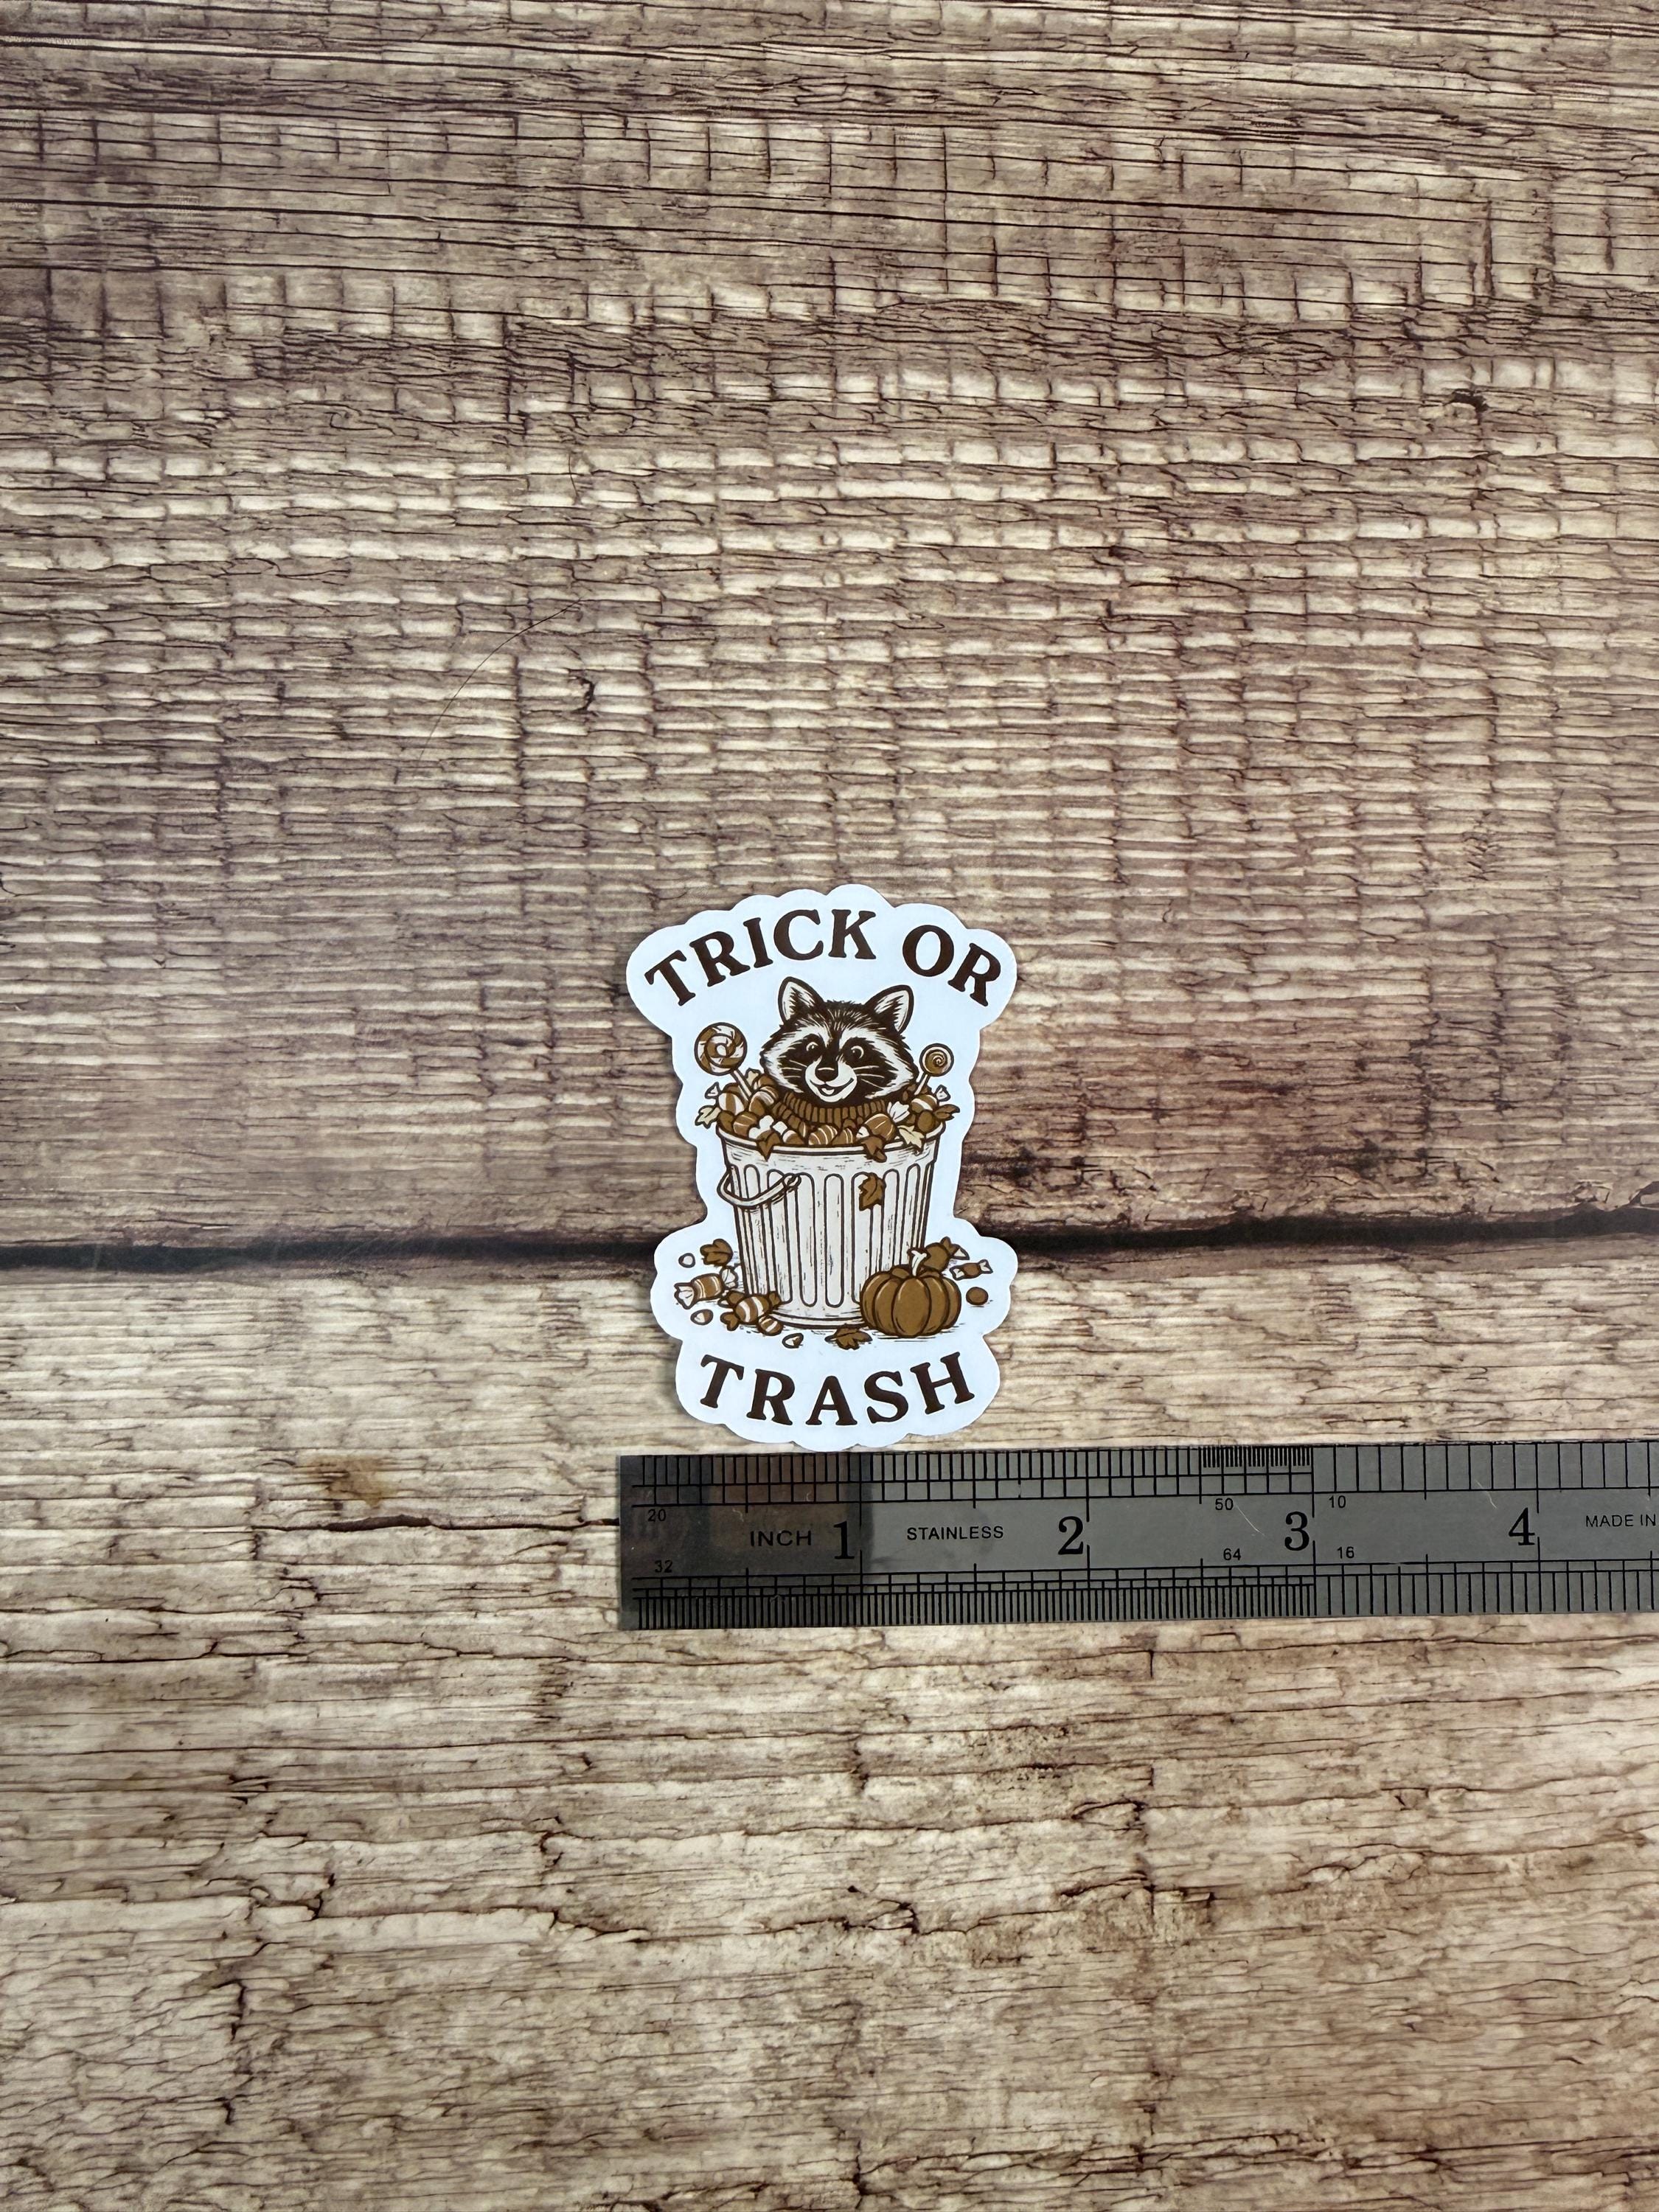 TRICK OR
TRASH
20 50 10
INCH 1 STAINLESS 2 3 4 MADE IN
32 64 16